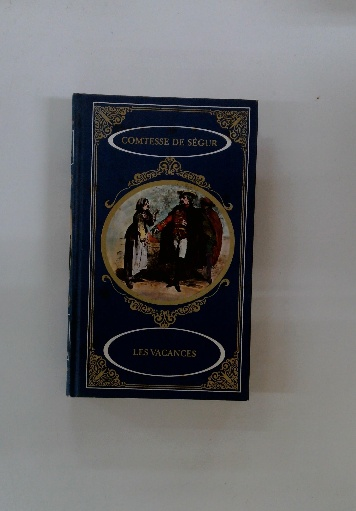 COMTESSE DE SÉGUR
LES VACANCES